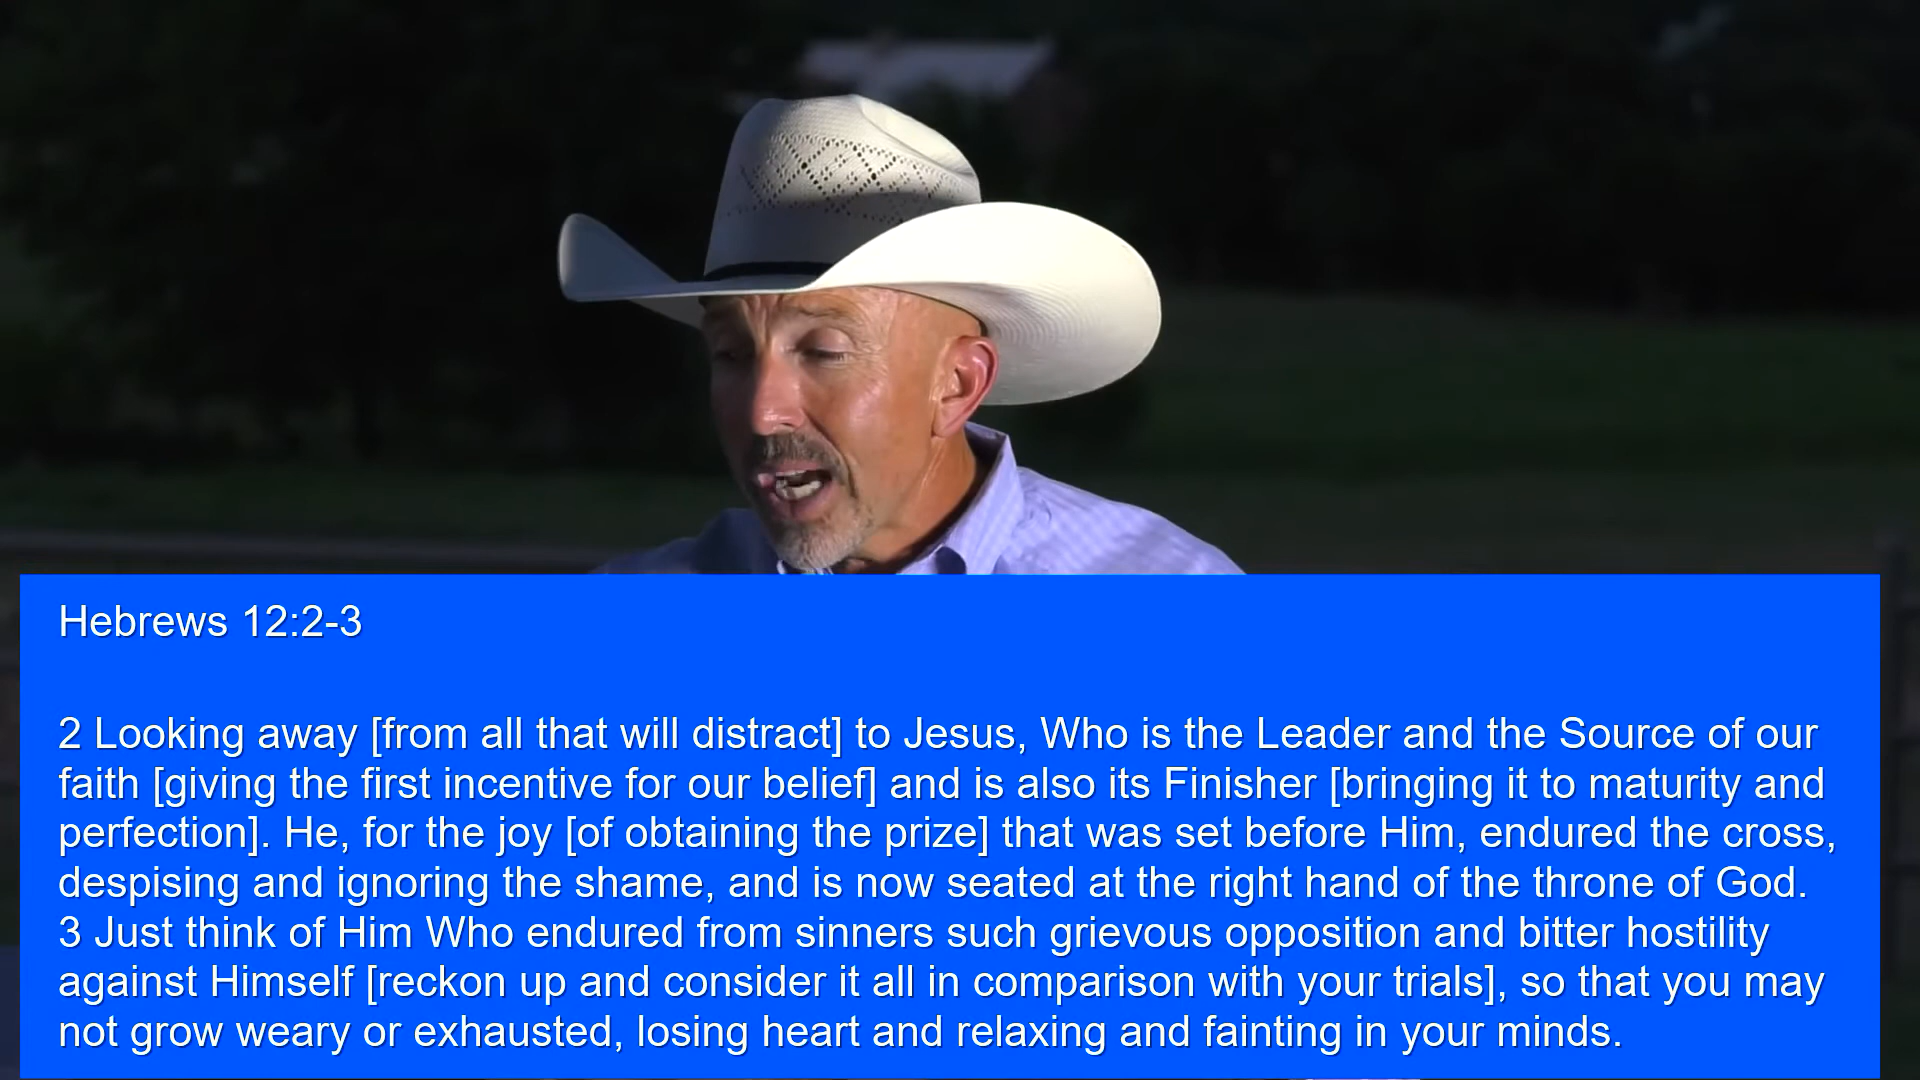 Hebrews 12:2-3
2 Looking away [from all that will distract] to Jesus, Who is the Leader and the Source of our
faith [giving the first incentive for our belief] and is also its Finisher [bringing it to maturity and
perfection]. He, for the joy [of obtaining the prize] that was set before Him, endured the cross,
despising and ignoring the shame, and is now seated at the right hand of the throne of God.
3 Just think of Him Who endured from sinners such grievous opposition and bitter hostility
against Himself [reckon up and consider it all in comparison with your trials], so that you may
not grow weary or exhausted, losing heart and relaxing and fainting in your minds.